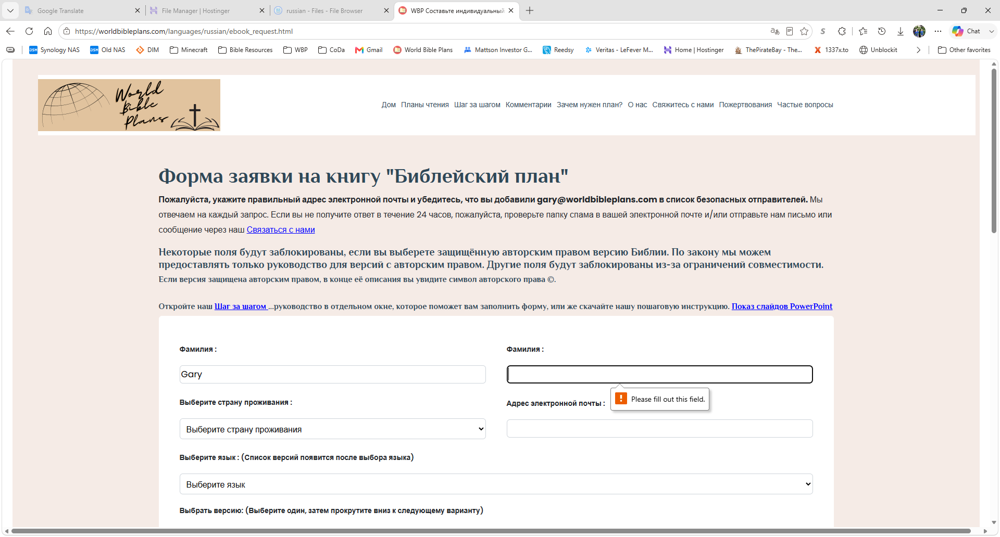 Google Translate
File Manager | Hostinger
russian - Files - File Browser
WBP Составьте индивидуальный
https://worldbibleplans.com/languages/russian/ebook_request.html
Chat
Synology NAS
Old NAS
DIM
Minecraft
Bible Resources
WBP
CoDa
Gmail
World Bible Plans
Mattson Investor G...
Reedsy
Veritas - LeFever M...
Home | Hostinger
ThePirateBay - The...
1337x.to
Unblockit
Other favorites
World
Bible
Plans
Дом Планы чтения Шаг за шагом Комментарии Зачем нужен план? О нас Свяжитесь с нами Пожертвования Частые вопросы
Форма заявки на книгу "Библейский план"
Пожалуйста, укажите правильный адрес электронной почты и убедитесь, что вы добавили gary@worldbibleplans.com в список безопасных отправителей. Мы
отвечаем на каждый запрос. Если вы не получите ответ в течение 24 часов, пожалуйста, проверьте папку спама в вашей электронной почте и/или отправьте нам письмо или
сообщение через наш Связаться с нами
Некоторые поля будут заблокированы, если вы выберете защищённую авторским правом версию Библии. По закону мы можем
предоставлять только руководство для версий с авторским правом. Другие поля будут заблокированы из-за ограничений совместимости.
Если версия защищена авторским правом, в конце её описания вы увидите символ авторского права ©.
Откройте наш Шаг за шагом ...руководство в отдельном окне, которое поможет вам заполнить форму, или же скачайте нашу пошаговую инструкцию. Показ слайдов PowerPoint
Фамилия :
Фамилия :
Gary
Please fill out this field.
Выберите страну проживания :
Адрес электронной почты :
Выберите страну проживания
Выберите язык : (Список версий появится после выбора языка)
Выберите язык
Выбрать версию: (Выберите один, затем прокрутите вниз к следующему варианту)